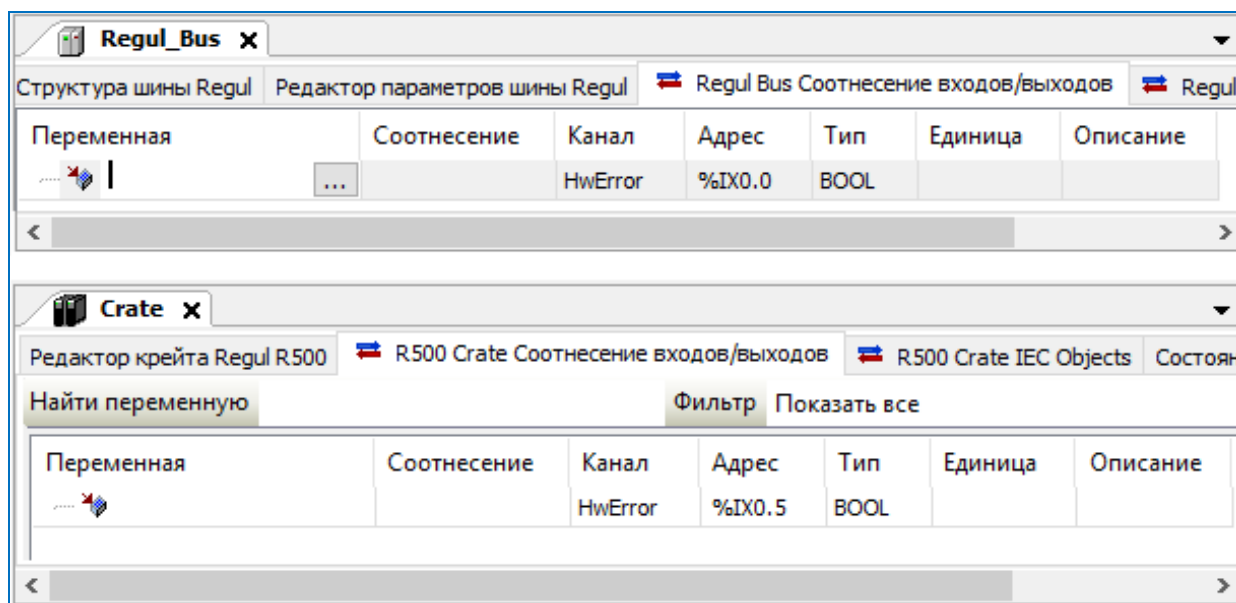 Regul_Bus
Структура шины Regul Редактор параметров шины Regul Regul Bus Соотнесение входов/выходов Regul
Переменная Соотнесение Канал Адрес Тип Единица Описание
... HwError %IX0.0 BOOL
Crate
Редактор крейта Regul R500 R500 Crate Соотнесение входов/выходов R500 Crate IEC Objects Состоян
Найти переменную Фильтр Показать все
Переменная Соотнесение Канал Адрес Тип Единица Описание
HwError %IX0.5 BOOL